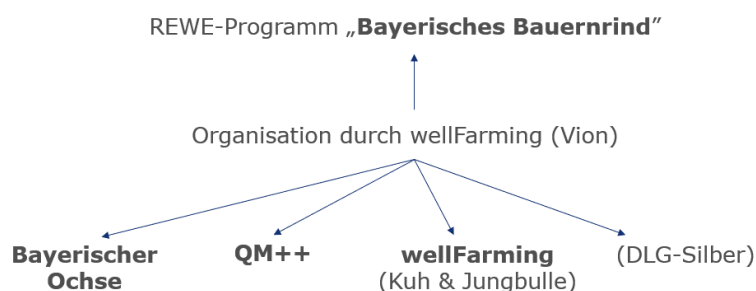 REWE-Programm „Bayerisches Bauernrind”
Organisation durch wellFarming (Vion)
Bayerischer
Ochse
QM++
wellFarming
(Kuh & Jungbulle)
(DLG-Silber)